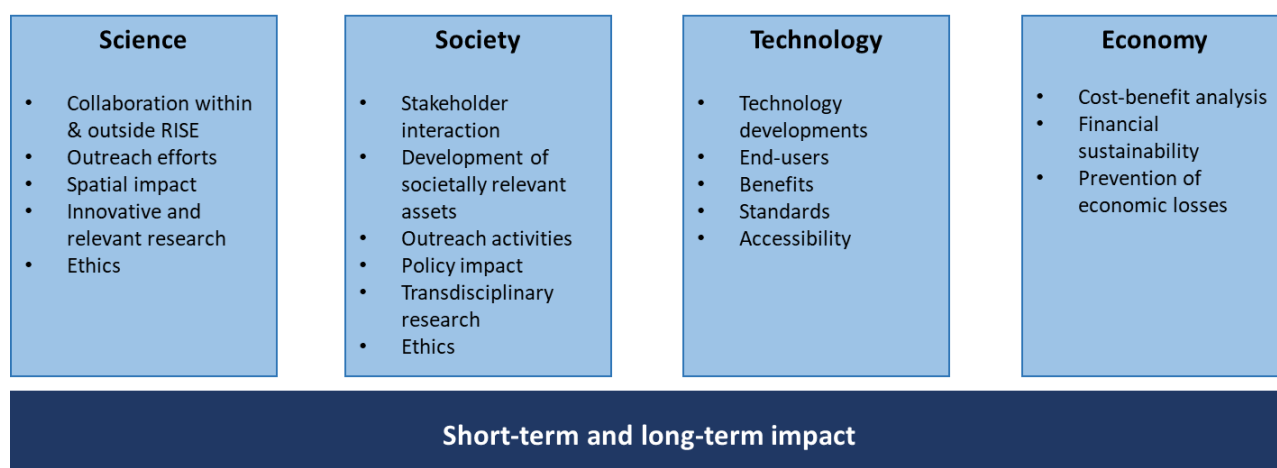 Science
• Collaboration within
& outside RISE
• Outreach efforts
• Spatial impact
• Innovative and
relevant research
• Ethics
Society
• Stakeholder
interaction
• Development of
societally relevant
assets
• Outreach activities
• Policy impact
• Transdisciplinary
research
• Ethics
Technology
• Technology
developments
• End-users
• Benefits
• Standards
• Accessibility
Economy
• Cost-benefit analysis
• Financial
sustainability
• Prevention of
economic losses
Short-term and long-term impact